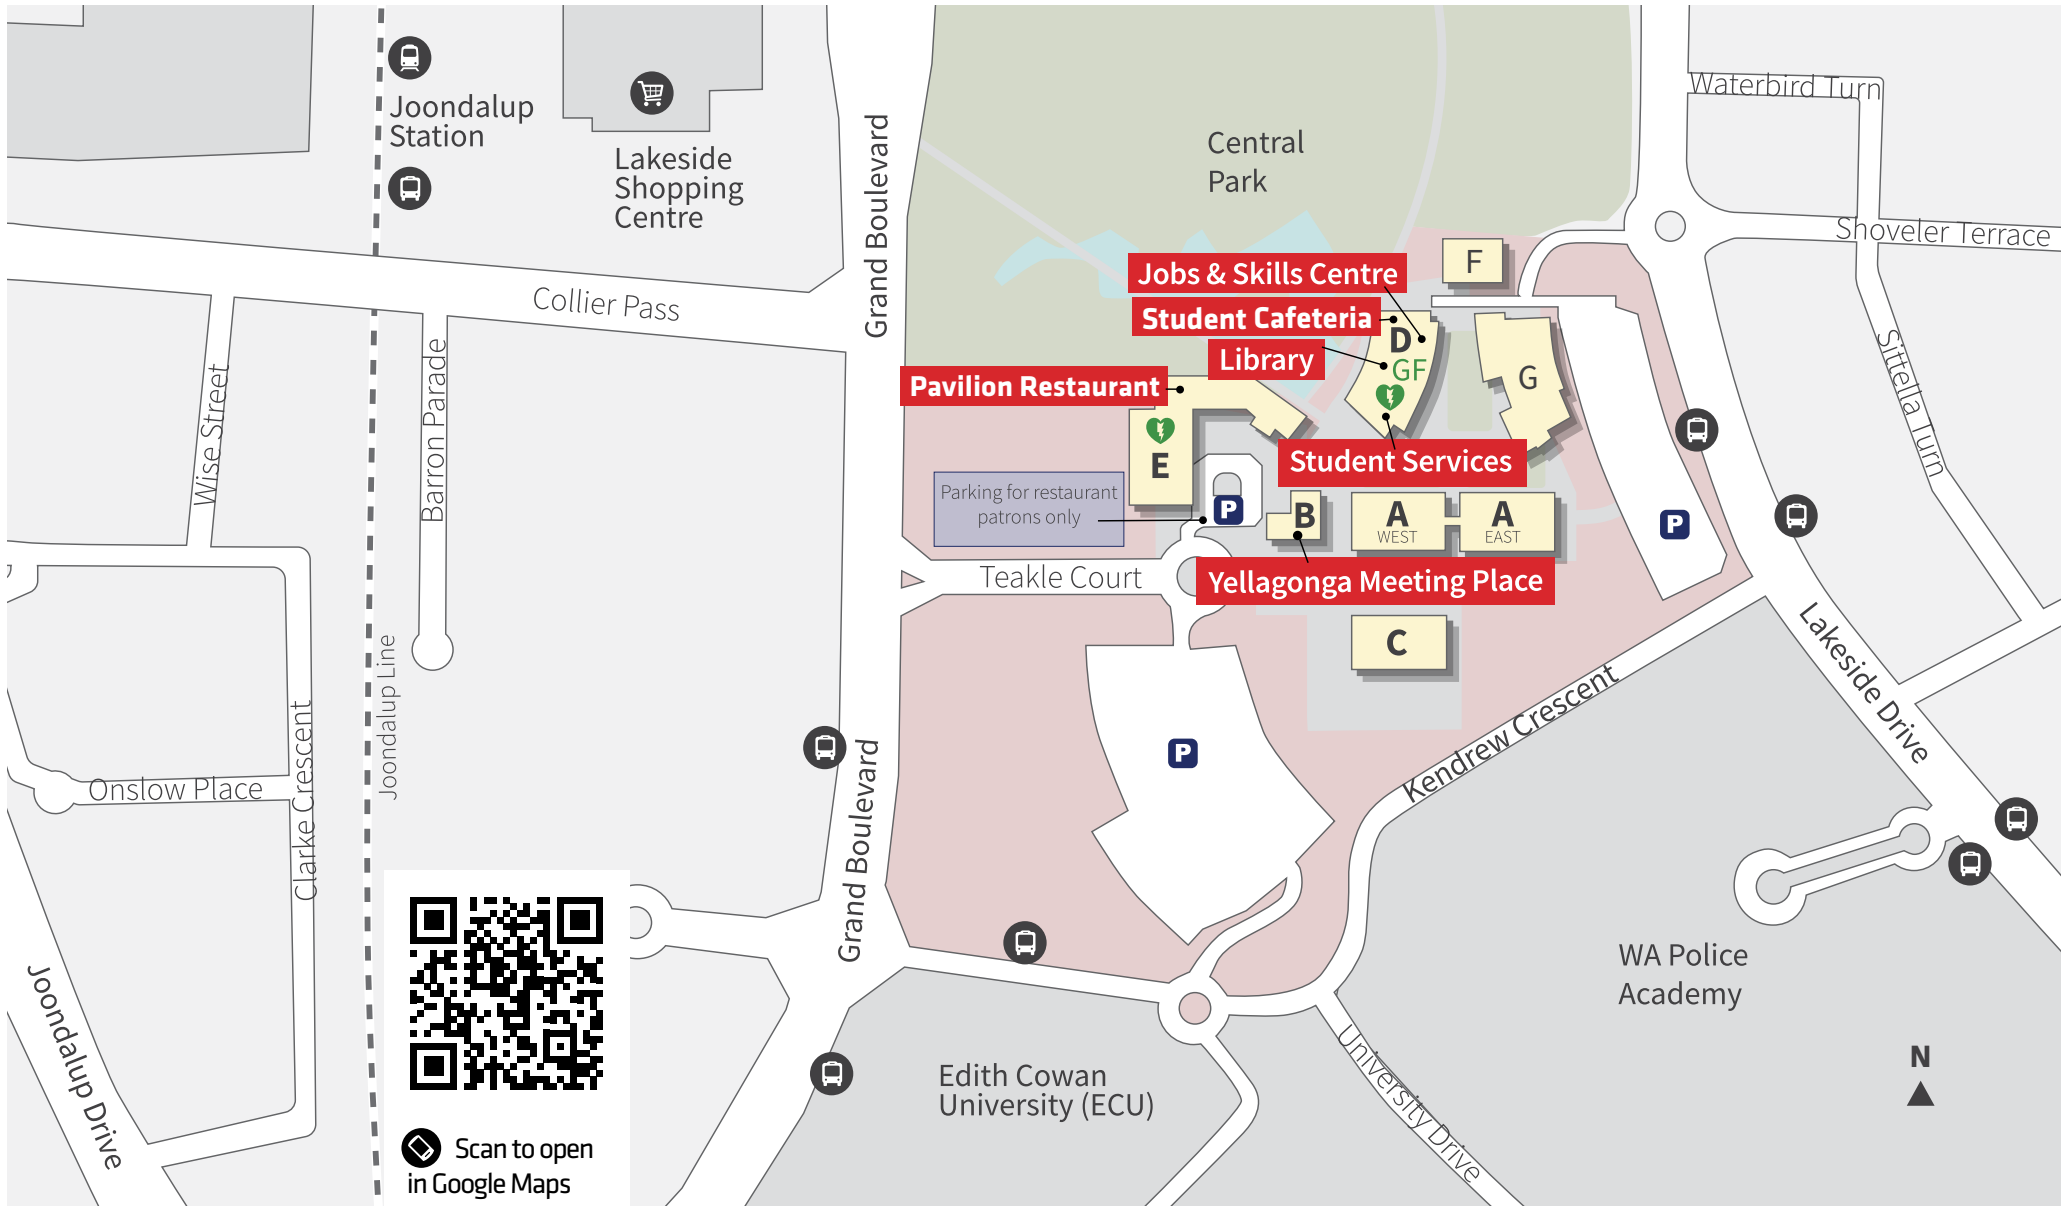 Joondalup
Station
Lakeside
Shopping
Centre
Grand Boulevard
Central
Park
Waterbird Turn
Shoveler Terrace
Collier Pass
Jobs & Skills Centre
F
Student Cafeteria
D
Library
GF
Pavilion Restaurant
G
Sittella Turn
Wise Street
Barron Parade
E
Student Services
Parking for restaurant
patrons only
P
B
A
WEST
A
EAST
P
Teakle Court
Yellagonga Meeting Place
C
Lakeside Drive
Kendrew Crescent
Joondalup Line
Clarke Crescent
Onslow Place
P
Grand Boulevard
WA Police
Academy
Joondalup Drive
Edith Cowan
University (ECU)
University Drive
N
Scan to open
in Google Maps